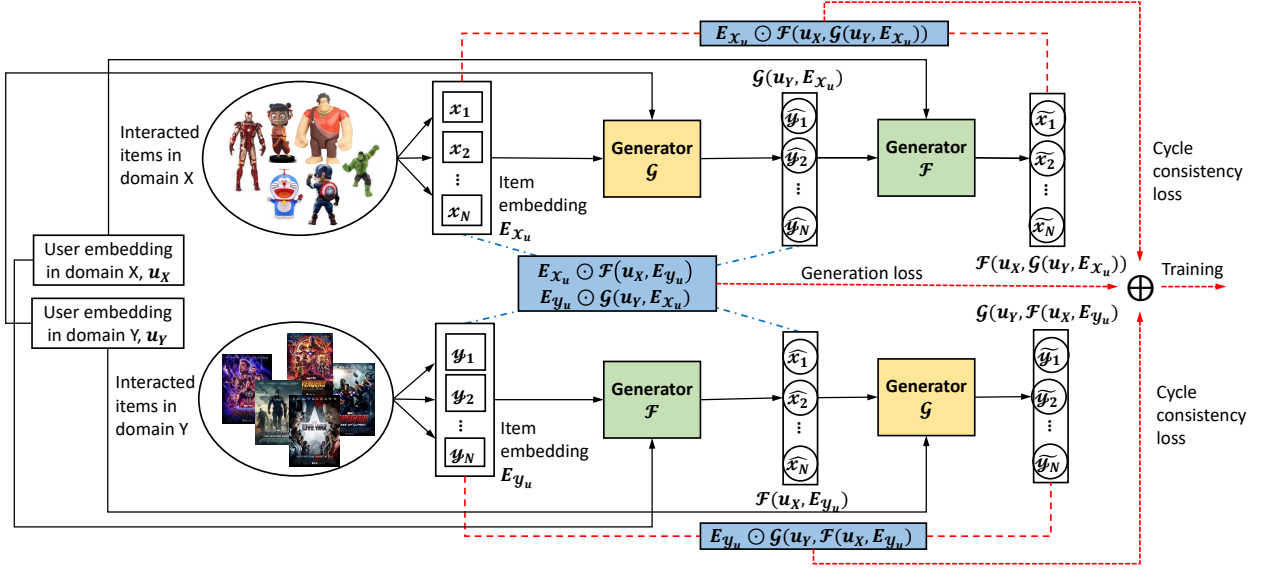 E_{X_u} ⊙ F(u_X, G(u_Y, E_{X_u}))
G(u_Y, E_{X_u})
Interacted
items in
domain X
x_1
x_2
⋮
x_N
Item
embedding
E_{X_u}
Generator
G
ŷ_1
ŷ_2
⋮
ŷ_N
Generator
F
x̃_1
x̃_2
⋮
x̃_N
Cycle
consistency
loss
User embedding
in domain X, u_X
User embedding
in domain Y, u_Y
E_{X_u} ⊙ F(u_X, E_{Y_u})
E_{Y_u} ⊙ G(u_Y, E_{X_u})
Generation loss
F(u_X, G(u_Y, E_{X_u}))
⊕
Training
G(u_Y, F(u_X, E_{Y_u})
Interacted
items in
domain Y
y_1
y_2
⋮
y_N
Item
embedding
E_{Y_u}
Generator
F
x̂_1
x̂_2
⋮
x̂_N
F(u_X, E_{Y_u})
Generator
G
ỹ_1
ỹ_2
⋮
ỹ_N
Cycle
consistency
loss
E_{Y_u} ⊙ G(u_Y, F(u_X, E_{Y_u})